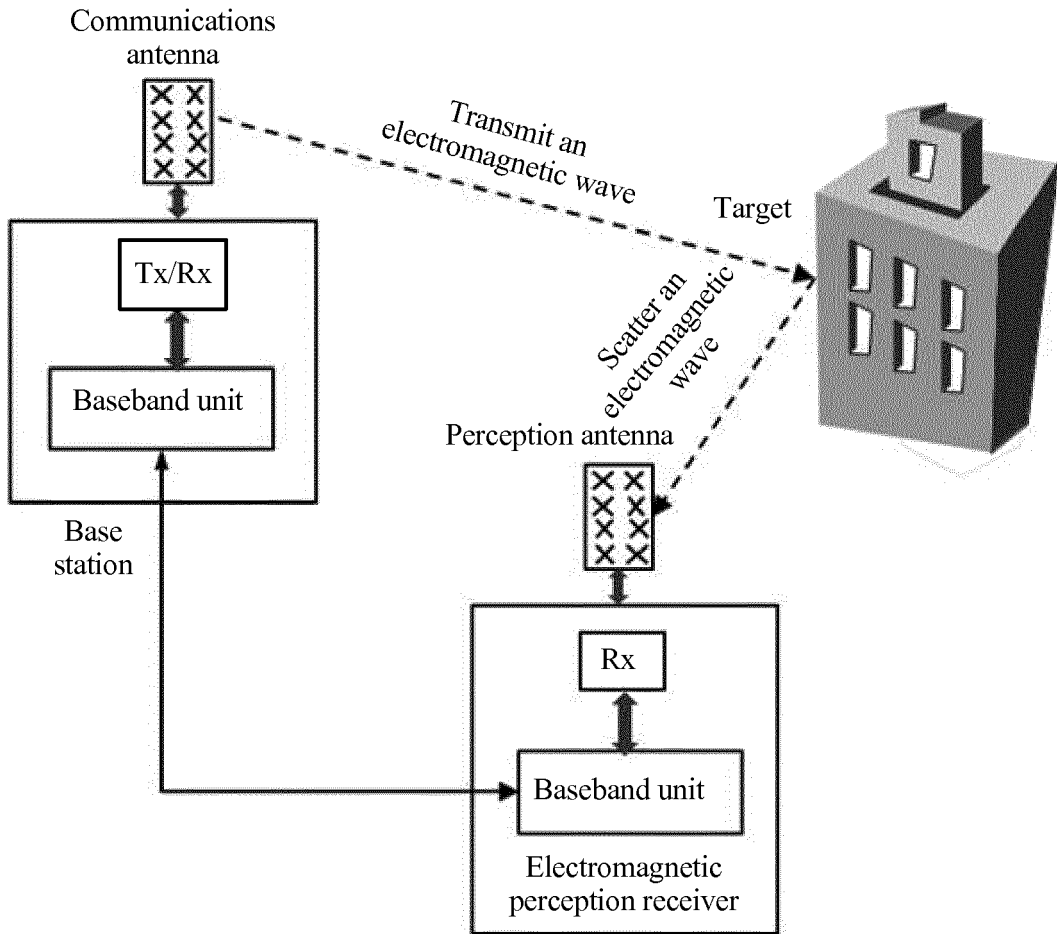 Communications
antenna
Transmit an
electromagnetic wave
Target
Tx/Rx
Scatter an
electromagnetic
wave
Baseband unit
Perception antenna
Base
station
Rx
Baseband unit
Electromagnetic
perception receiver